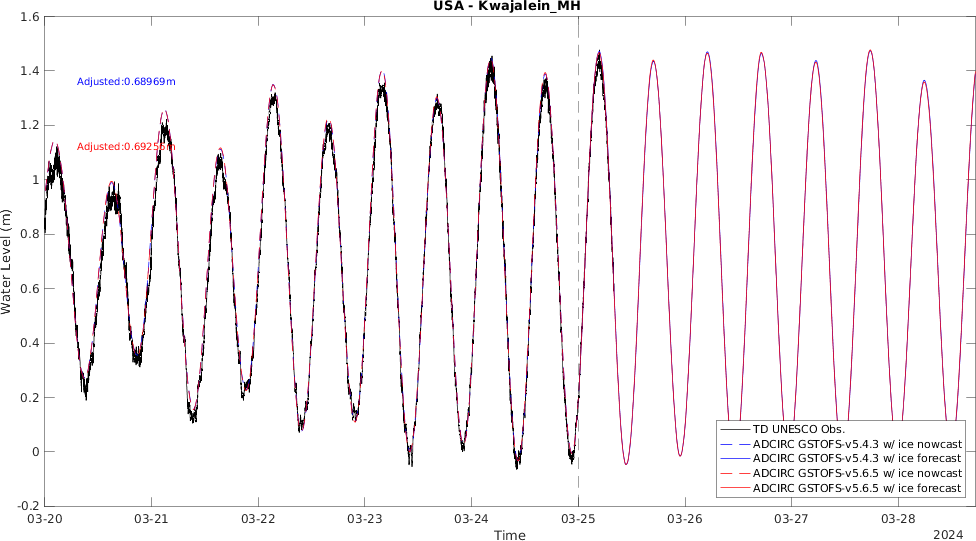 USA - Kwajalein_MH
1.6
1.4
1.2
1
0.8
0.6
0.4
0.2
0
-0.2
Water Level (m)
Adjusted:0.68969m
Adjusted:0.69256m
TD UNESCO Obs.
ADCIRC GSTOFS-v5.4.3 w/ ice nowcast
ADCIRC GSTOFS-v5.4.3 w/ ice forecast
ADCIRC GSTOFS-v5.6.5 w/ ice nowcast
ADCIRC GSTOFS-v5.6.5 w/ ice forecast
03-20 03-21 03-22 03-23 03-24 03-25 03-26 03-27 03-28
Time
2024